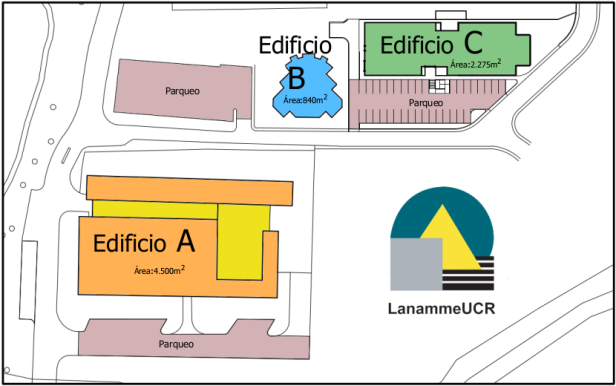 Edificio
B
Área:840m²
Edificio C
Área:2.275m²
Parqueo
Parqueo
Edificio A
Área:4.500m²
Parqueo
LanammeUCR